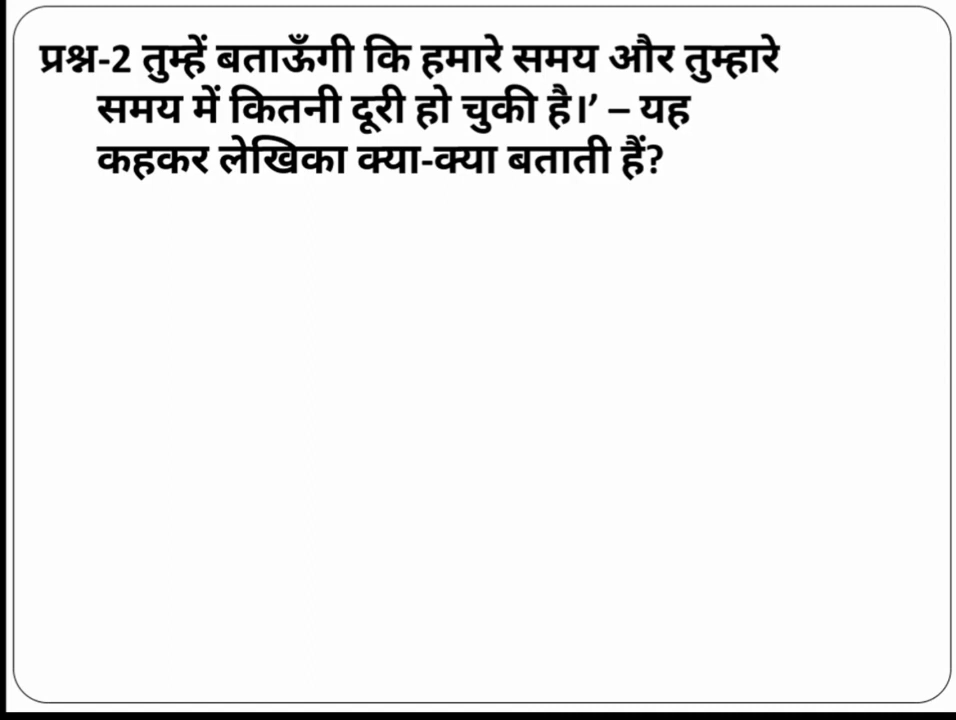 प्रश्न-2 तुम्हें बताऊँगी कि हमारे समय और तुम्हारे
समय में कितनी दूरी हो चुकी है।’ – यह
कहकर लेखिका क्या-क्या बताती हैं?